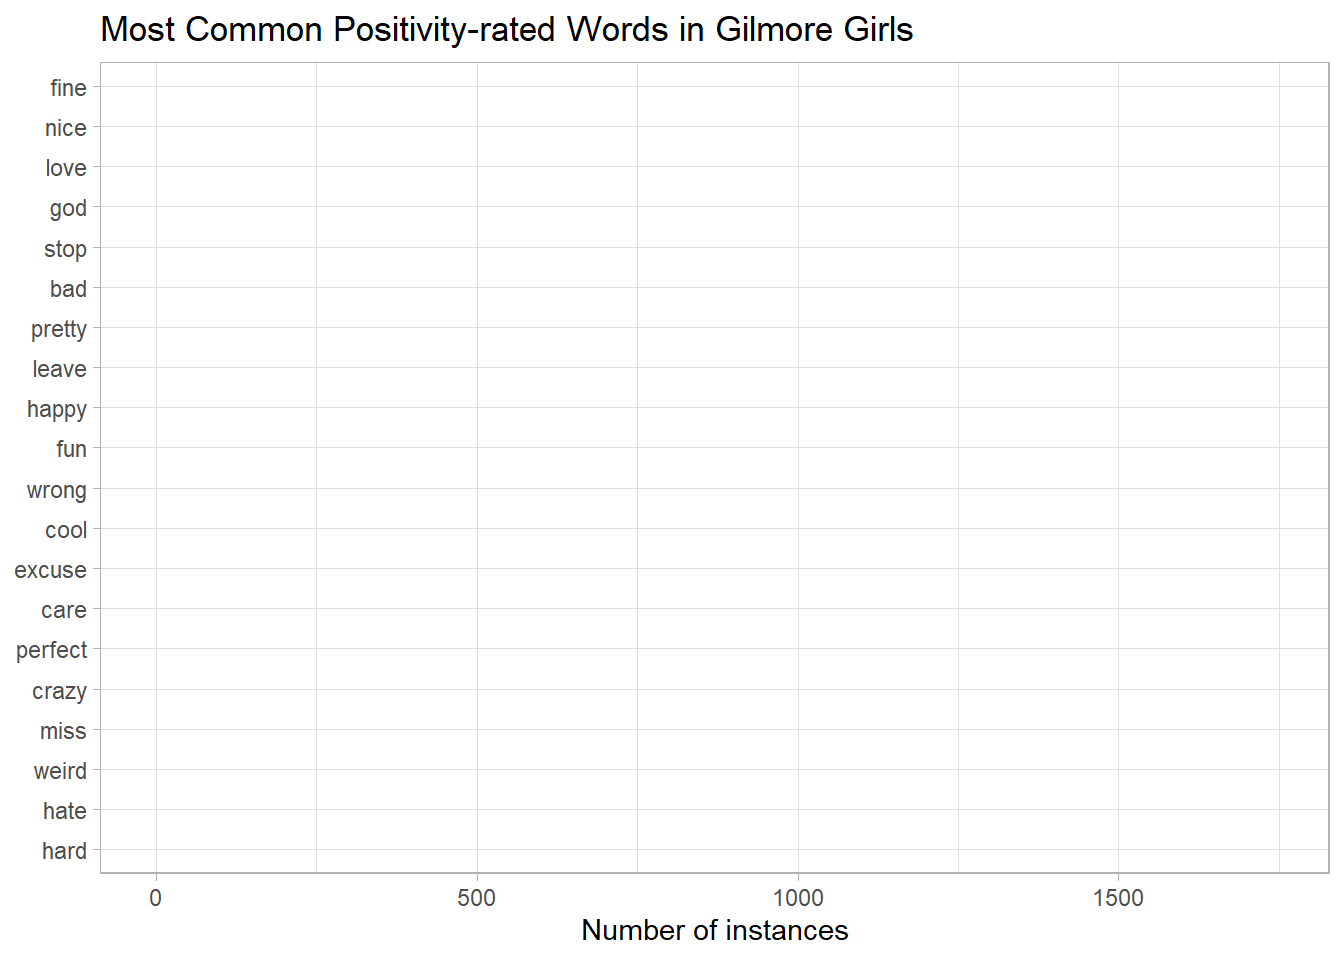 Most Common Positivity-rated Words in Gilmore Girls
fine
nice
love
god
stop
bad
pretty
leave
happy
fun
wrong
cool
excuse
care
perfect
crazy
miss
weird
hate
hard
0 500 1000 1500
Number of instances